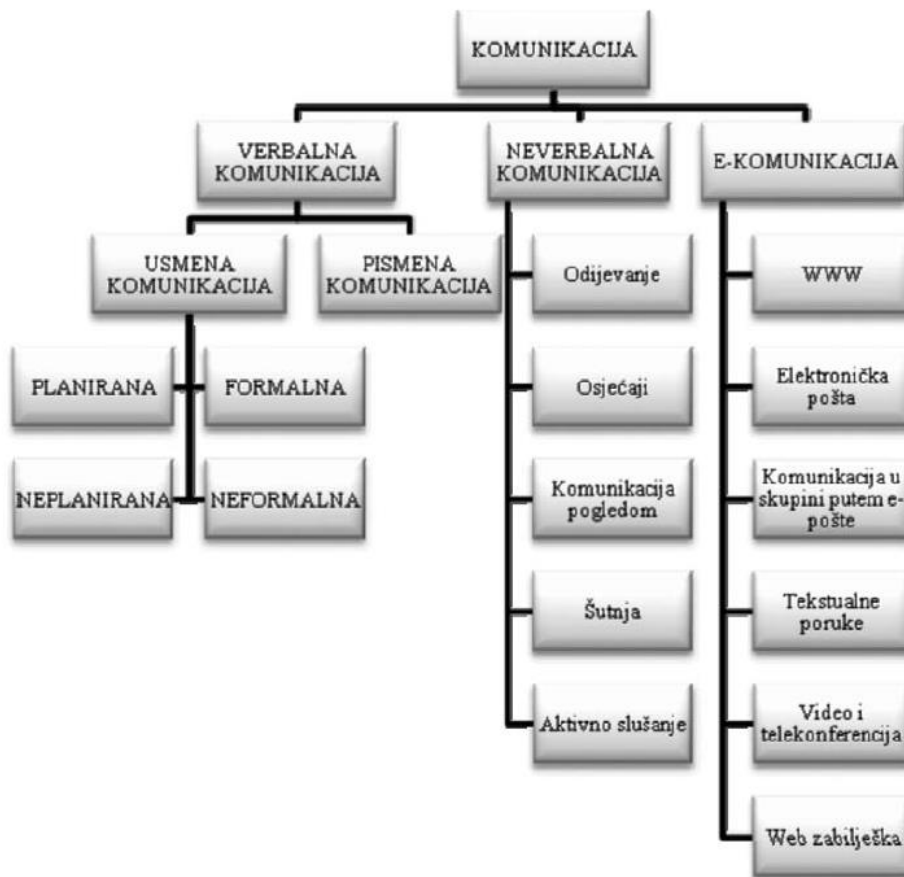 KOMUNIKACIJA
VERBALNA
KOMUNIKACIJA
NEVERBALNA
KOMUNIKACIJA
E-KOMUNIKACIJA
USMENA
KOMUNIKACIJA
PISMENA
KOMUNIKACIJA
PLANIRANA
FORMALNA
NEPLANIRANA
NEFORMALNA
Odijevanje
Osjećaji
Komunikacija
pogledom
Šutnja
Aktivno slušanje
WWW
Elektronička
pošta
Komunikacija u
skupini putem e-
pošte
Tekstualne
poruke
Video i
telekonferencija
Web zabilješka